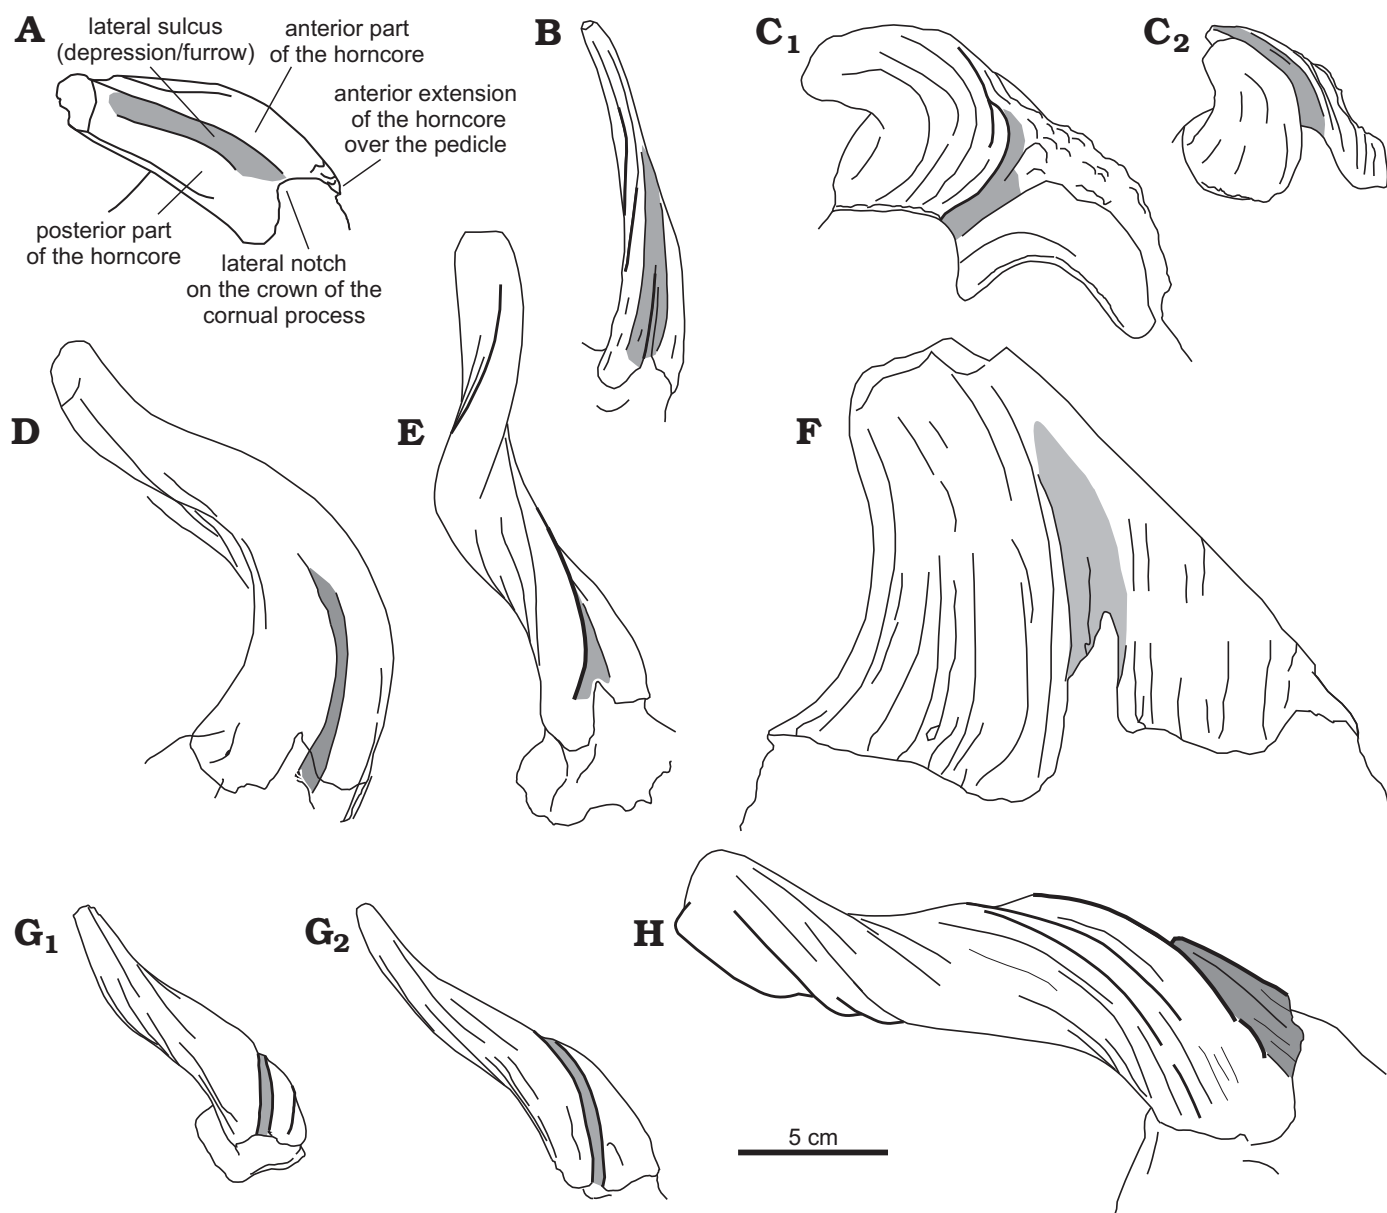 A
lateral sulcus
(depression/furrow)
anterior part
of the horncore
anterior extension
of the horncore
over the pedicle
posterior part
of the horncore
lateral notch
on the crown of the
cornual process
B
C1
C2
D
E
F
G1
G2
H
5 cm